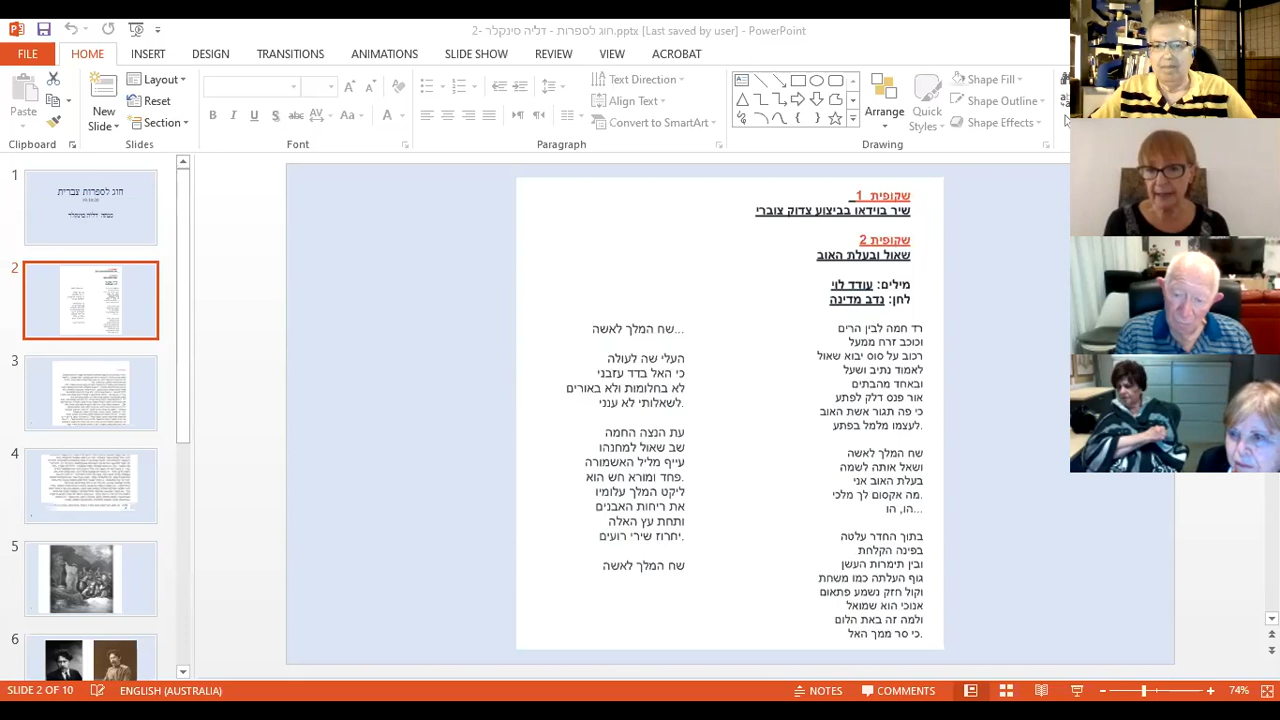 2- חוג לספרות - דליה סינקלר.pptx [Last saved by user] - PowerPoint
FILE HOME INSERT DESIGN TRANSITIONS ANIMATIONS SLIDE SHOW REVIEW VIEW ACROBAT
Paste
New Slide
Layout
Reset
Section
Text Direction
Align Text
Convert to SmartArt
Arrange
Quick Styles
Shape Fill
Shape Outline
Shape Effects
Clipboard Slides Font Paragraph Drawing
1
חוג לספרות עברית
2
3
4
5
6
שקופית 1
שיר בוידאו בביצוע צדוק צוברי
שקופית 2
שאול ובעלת האוב
מילים: עודד לוי
לחן: נדב מדינה
רד חמה לבין הרים
וכוכב זרח ממעל
רכוב על סוס יבוא שאול
לאמוד נתיב ושעל
ובאחד מהבתים
אור פנס דלק לפתע
כי פה תגור אשת האוב
לעצמו מלמל בפתע.
שח המלך לאשה
ושאל אותה לשמה
בעלת האוב אני
מה אקסום לך מלכי.
הו, הו...
בתוך החדר עלטה
בפינה הקלחת
ובין תימרות העשן
גוף העלתה כמו משחת
וקול חזק נשמע פתאום
אנוכי הוא שמואל
ולמה זה באת הלום
כי סר ממך האל.
שח המלך לאשה...
העלי שה לעולה
כי האל בדד עזבני
לא בחלומות ולא באורים
לשאלותי לא ענני.
עת הנצה החמה
שב שאול למחנהו
עייף מליל האשמורה
פחד ומורא חש הוא.
ליקט המלך עלומיו
את ריחות האבנים
ותחת עץ האלה
יחרוז שירי רועים.
שח המלך לאשה
SLIDE 2 OF 10 ENGLISH (AUSTRALIA) NOTES COMMENTS 74%